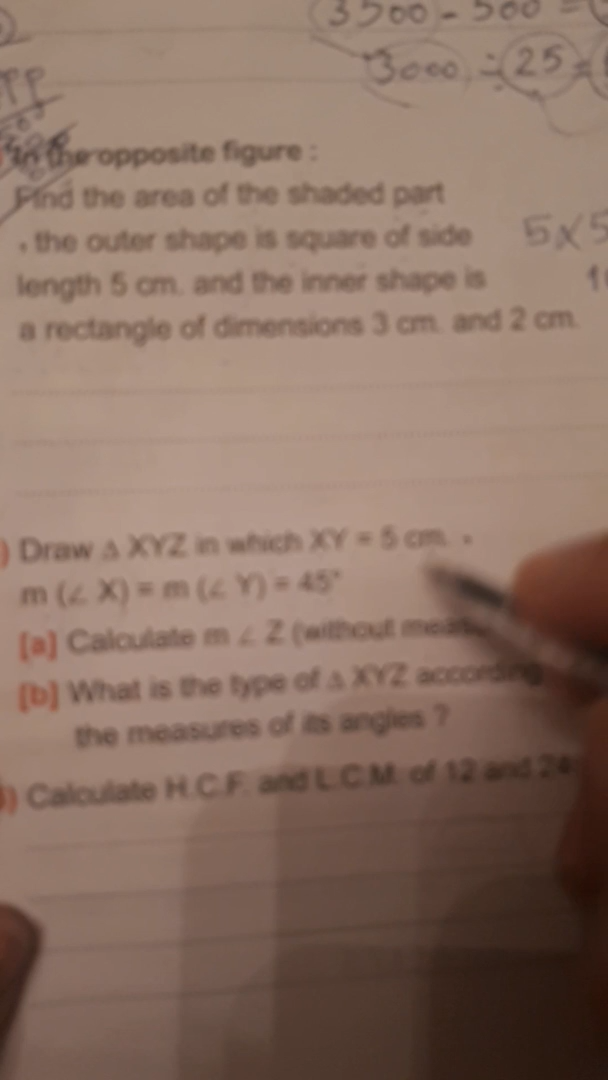 3500 - 500 =
3000 ÷ 25 =
In the opposite figure :
Find the area of the shaded part
, the outer shape is square of side
5 x 5
length 5 cm. and the inner shape is
a rectangle of dimensions 3 cm. and 2 cm.
) Draw Δ XYZ in which XY = 5 cm. ,
m (∠ X) = m (∠ Y) = 45°
[a] Calculate m ∠ Z (without
[b] What is the type of Δ XYZ according
the measures of its angles ?
) Calculate H.C.F. and L.C.M. of 12 and 24